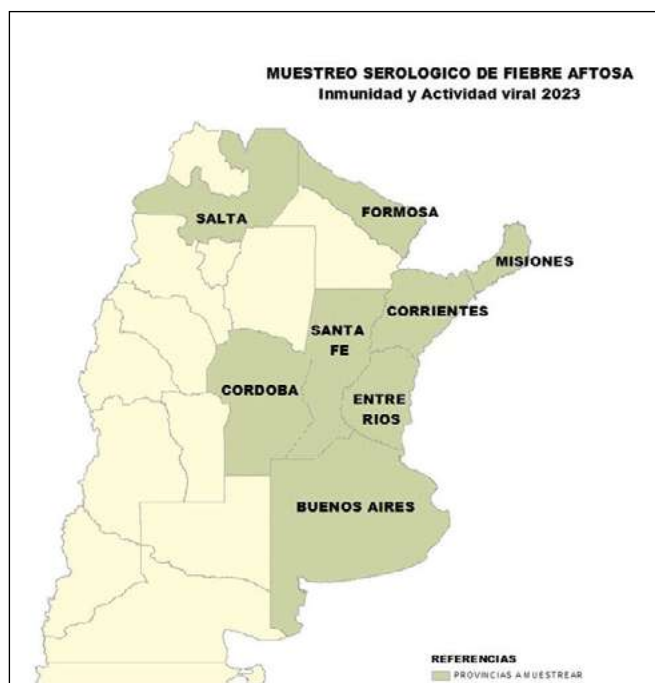 MUESTREO SEROLOGICO DE FIEBRE AFTOSA
Inmunidad y Actividad viral 2023
SALTA
FORMOSA
MISIONES
CORRIENTES
SANTA
FE
CORDOBA
ENTRE
RIOS
BUENOS AIRES
REFERENCIAS
PROVINCIAS A MUESTREAR